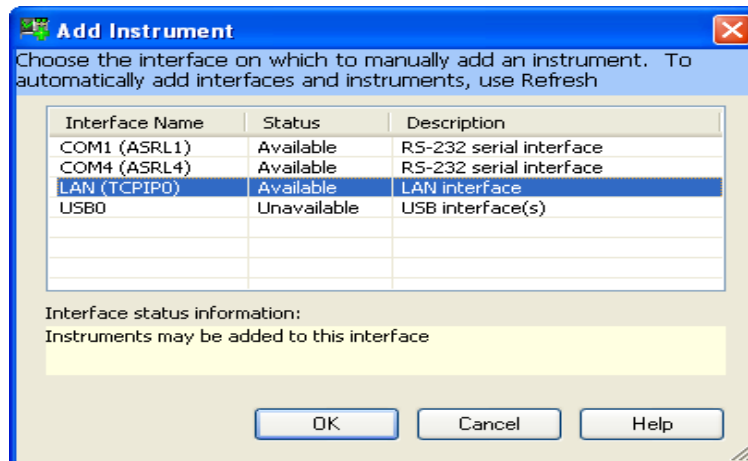 Add Instrument
Choose the interface on which to manually add an instrument. To
automatically add interfaces and instruments, use Refresh
Interface Name Status Description
COM1 (ASRL1) Available RS-232 serial interface
COM4 (ASRL4) Available RS-232 serial interface
LAN (TCPIP0) Available LAN interface
USB0 Unavailable USB interface(s)
Interface status information:
Instruments may be added to this interface
OK Cancel Help